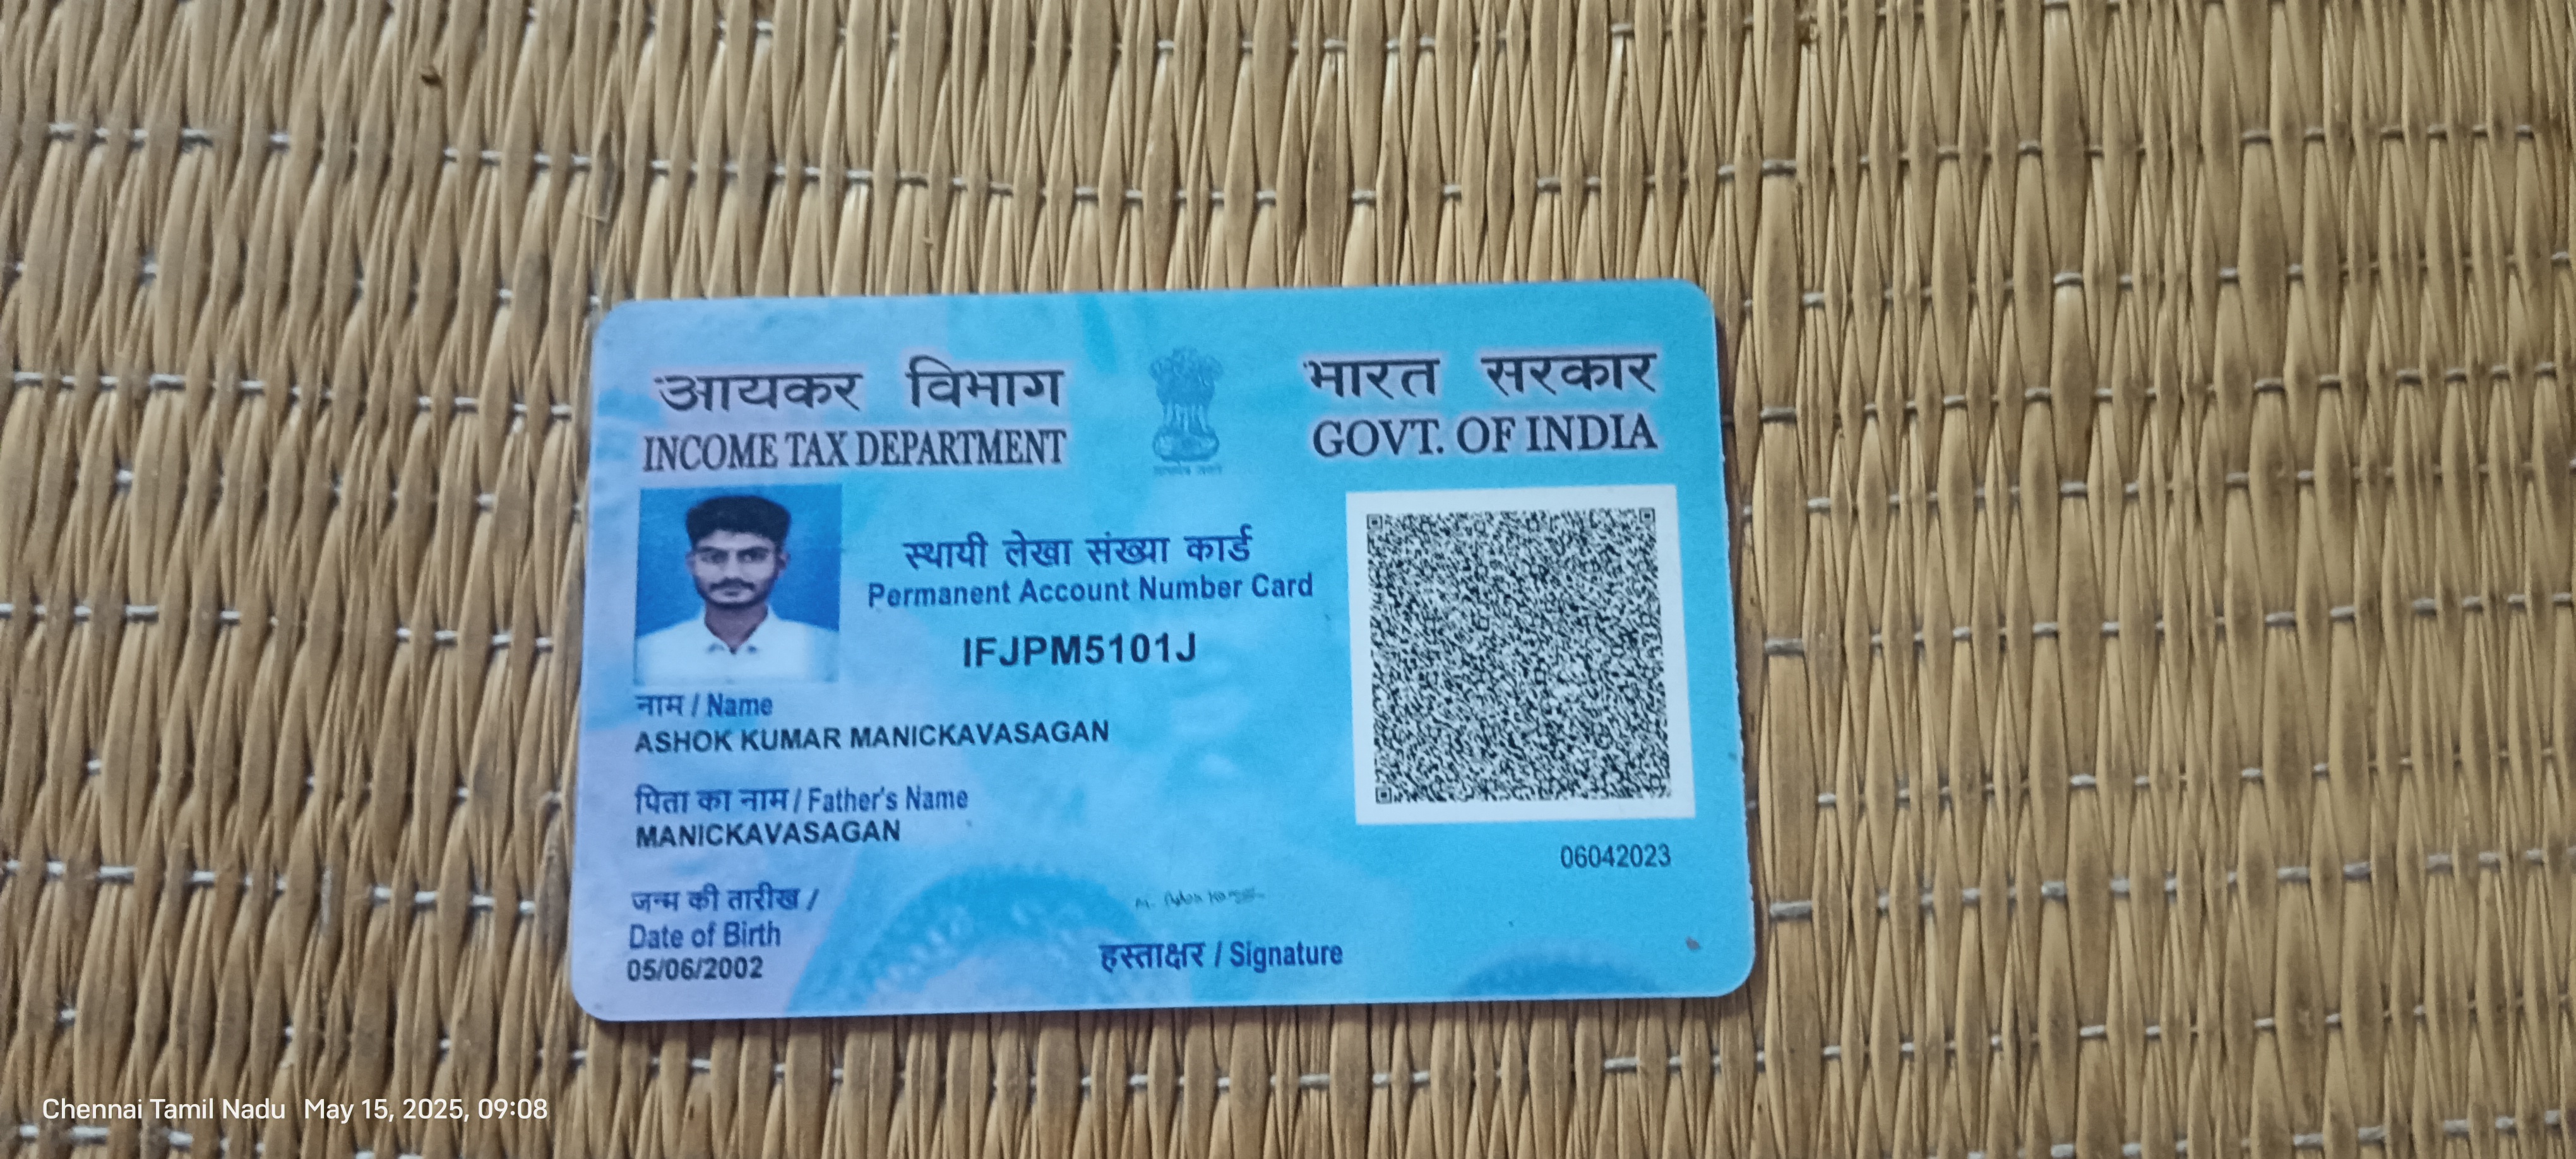 आयकर विभाग
INCOME TAX DEPARTMENT
भारत सरकार
GOVT. OF INDIA
स्थायी लेखा संख्या कार्ड
Permanent Account Number Card
IFJPM5101J
नाम / Name
ASHOK KUMAR MANICKAVASAGAN
पिता का नाम / Father's Name
MANICKAVASAGAN
06042023
जन्म की तारीख /
Date of Birth
05/06/2002
हस्ताक्षर / Signature
Chennai Tamil Nadu May 15, 2025, 09:08